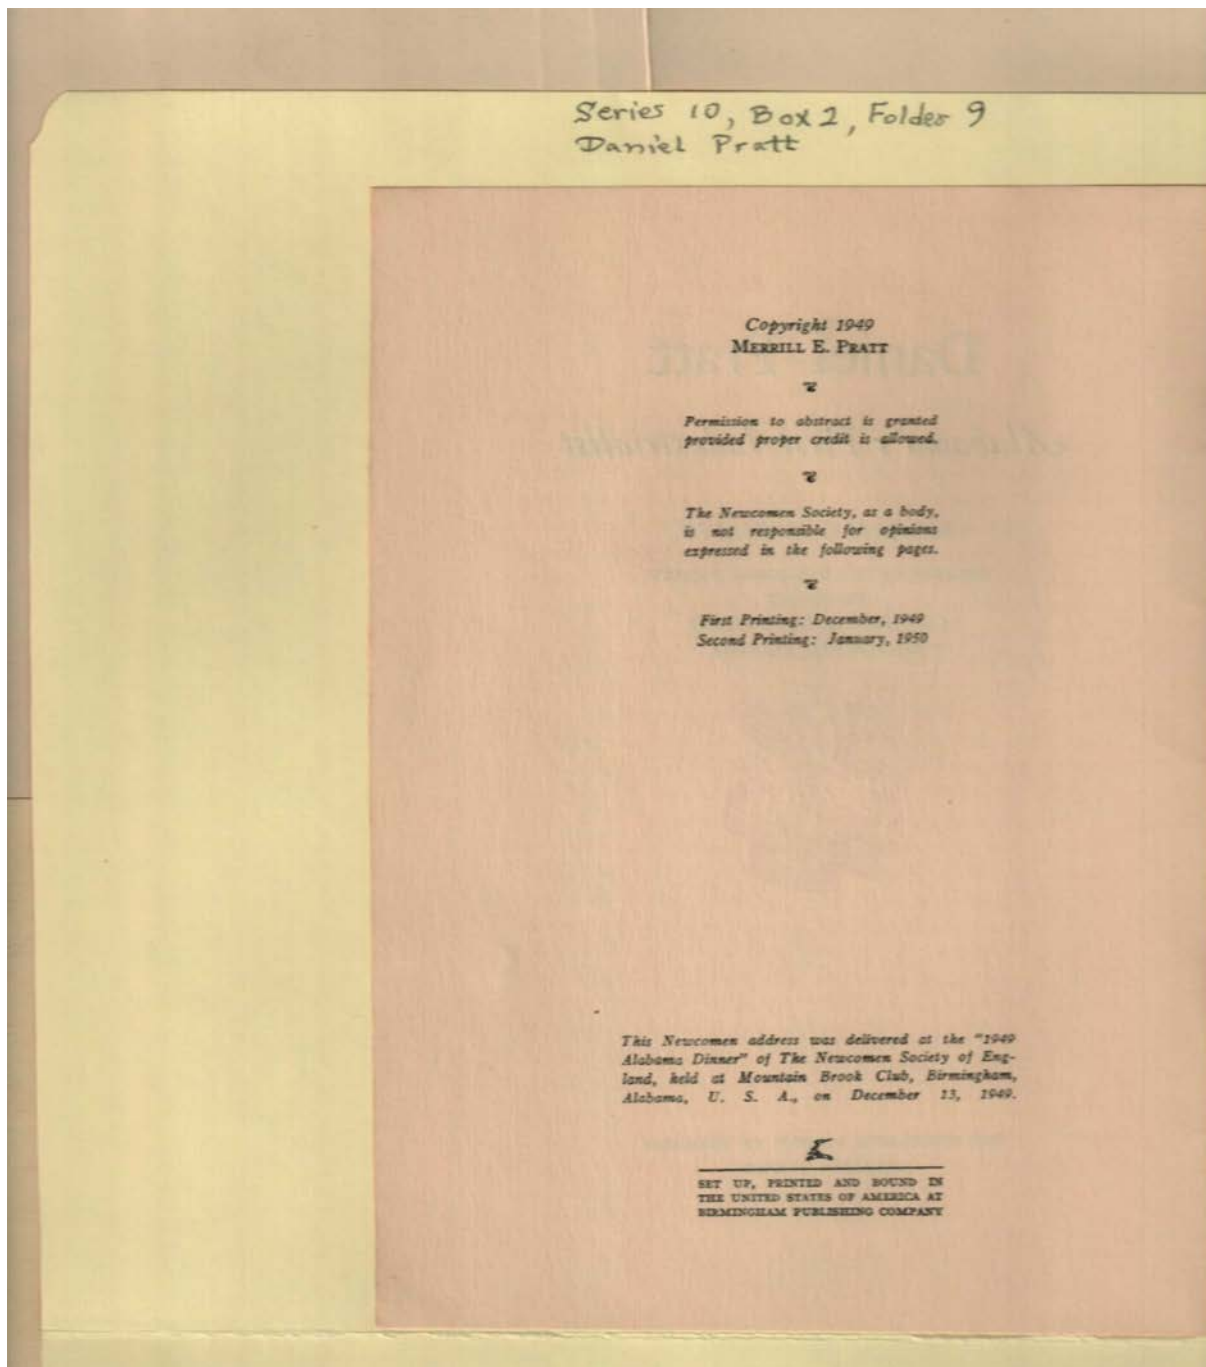 Series 10, Box 2, Folder 9
Daniel Pratt
Copyright 1949
MERRILL E. PRATT
Permission to abstract is granted
provided proper credit is allowed.
The Newcomen Society, as a body,
is not responsible for opinions
expressed in the following pages.
First Printing: December, 1949
Second Printing: January, 1950
This Newcomen address was delivered at the "1949
Alabama Dinner" of The Newcomen Society of Eng-
land, held at Mountain Brook Club, Birmingham,
Alabama, U. S. A., on December 13, 1949.
SET UP, PRINTED AND BOUND IN
THE UNITED STATES OF AMERICA AT
BIRMINGHAM PUBLISHING COMPANY